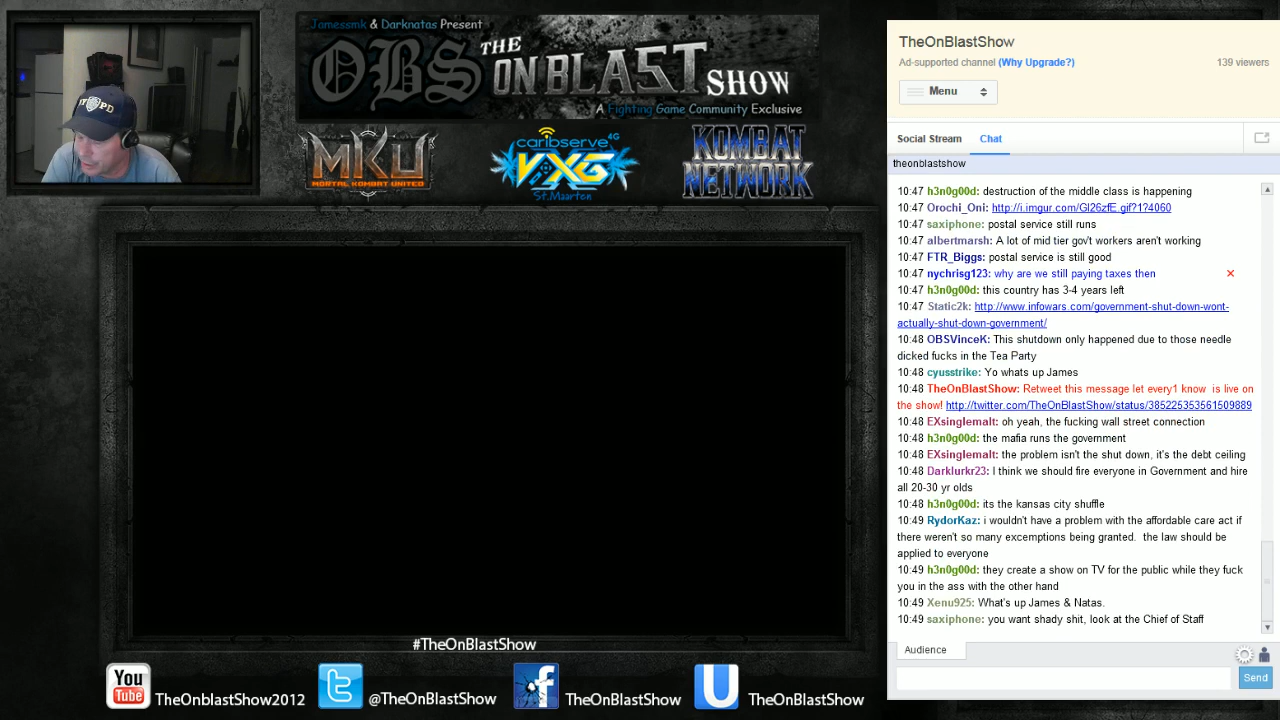 Jamessmk & Darknatas Present
OBS THE ON BLAST SHOW
A Fighting Game Community Exclusive
MKU
MORTAL KOMBAT UNITED
caribserve 4G
VXG
St.Maarten
KOMBAT
NETWORK
NYPD
#TheOnBlastShow
You Tube TheOnblastShow2012
t @TheOnBlastShow
f TheOnBlastShow
U TheOnBlastShow
TheOnBlastShow
Ad-supported channel (Why Upgrade?) 139 viewers
Menu
Social Stream Chat
theonblastshow
10:47 h3n0g00d: destruction of the middle class is happening
10:47 Orochi_Oni: http://i.imgur.com/GI26zfE.gif?1?4060
10:47 saxiphone: postal service still runs
10:47 albertmarsh: A lot of mid tier gov't workers aren't working
10:47 FTR_Biggs: postal service is still good
10:47 nychrisg123: why are we still paying taxes then
10:47 h3n0g00d: this country has 3-4 years left
10:47 Static2k: http://www.infowars.com/government-shut-down-wont-
actually-shut-down-government/
10:48 OBSVinceK: This shutdown only happened due to those needle
dicked fucks in the Tea Party
10:48 cyusstrike: Yo whats up James
10:48 TheOnBlastShow: Retweet this message let every1 know is live on
the show! http://twitter.com/TheOnBlastShow/status/385225353561509889
10:48 EXsinglemalt: oh yeah, the fucking wall street connection
10:48 h3n0g00d: the mafia runs the government
10:48 EXsinglemalt: the problem isn't the shut down, it's the debt ceiling
10:48 Darklurkr23: I think we should fire everyone in Government and hire
all 20-30 yr olds
10:48 h3n0g00d: its the kansas city shuffle
10:49 RydorKaz: i wouldn't have a problem with the affordable care act if
there weren't so many excemptions being granted. the law should be
applied to everyone
10:49 h3n0g00d: they create a show on TV for the public while they fuck
you in the ass with the other hand
10:49 Xenu925: What's up James & Natas.
10:49 saxiphone: you want shady shit, look at the Chief of Staff
Audience
Send